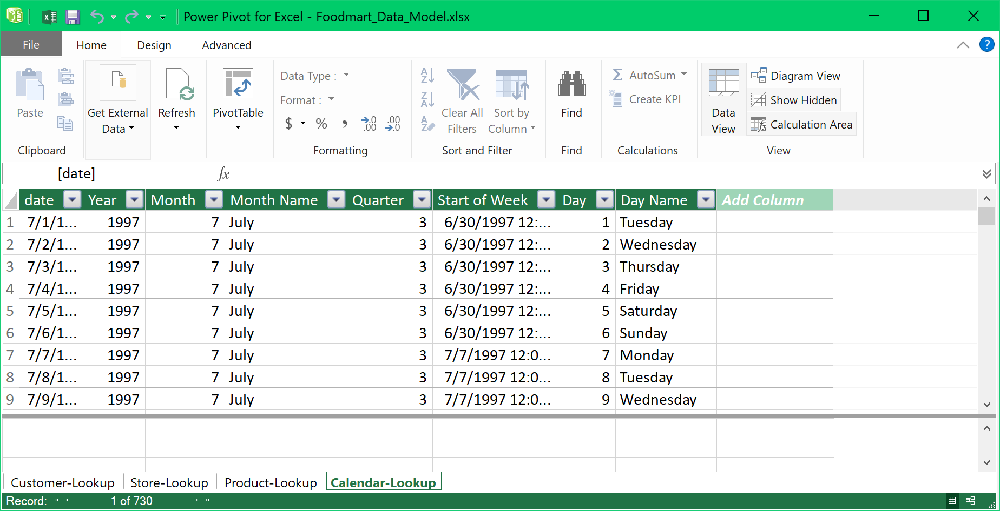 Power Pivot for Excel - Foodmart_Data_Model.xlsx
File Home Design Advanced ?
Paste
Get External Data
Refresh
PivotTable
Data Type :
Format :
$ % , .0 .00 .00 .0
A Z
Z A
A Z
Clear All Filters
Sort by Column
Find
AutoSum
Create KPI
Data View
Diagram View
Show Hidden
Calculation Area
Clipboard Formatting Sort and Filter Find Calculations View
[date] fx
date Year Month Month Name Quarter Start of Week Day Day Name Add Column
1 7/1/1... 1997 7 July 3 6/30/1997 12:... 1 Tuesday
2 7/2/1... 1997 7 July 3 6/30/1997 12:... 2 Wednesday
3 7/3/1... 1997 7 July 3 6/30/1997 12:... 3 Thursday
4 7/4/1... 1997 7 July 3 6/30/1997 12:... 4 Friday
5 7/5/1... 1997 7 July 3 6/30/1997 12:... 5 Saturday
6 7/6/1... 1997 7 July 3 6/30/1997 12:... 6 Sunday
7 7/7/1... 1997 7 July 3 7/7/1997 12:0... 7 Monday
8 7/8/1... 1997 7 July 3 7/7/1997 12:0... 8 Tuesday
9 7/9/1... 1997 7 July 3 7/7/1997 12:0... 9 Wednesday
Customer-Lookup Store-Lookup Product-Lookup Calendar-Lookup
Record: 1 of 730